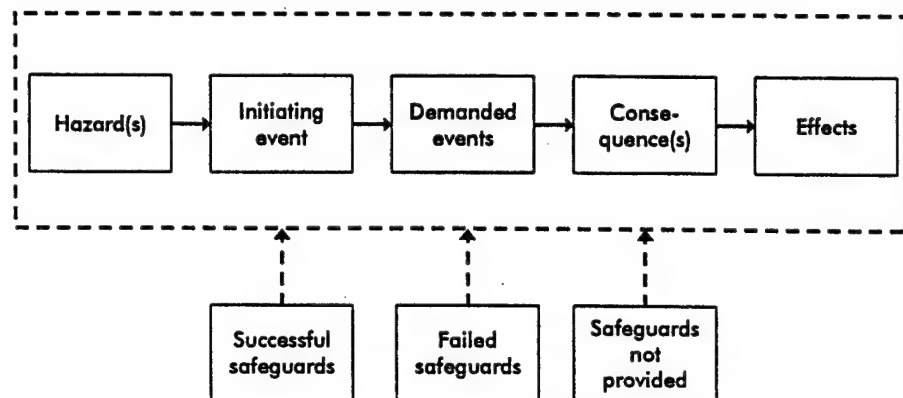 Hazard(s)
Initiating
event
Demanded
events
Conse-
quence(s)
Effects
Successful
safeguards
Failed
safeguards
Safeguards
not
provided